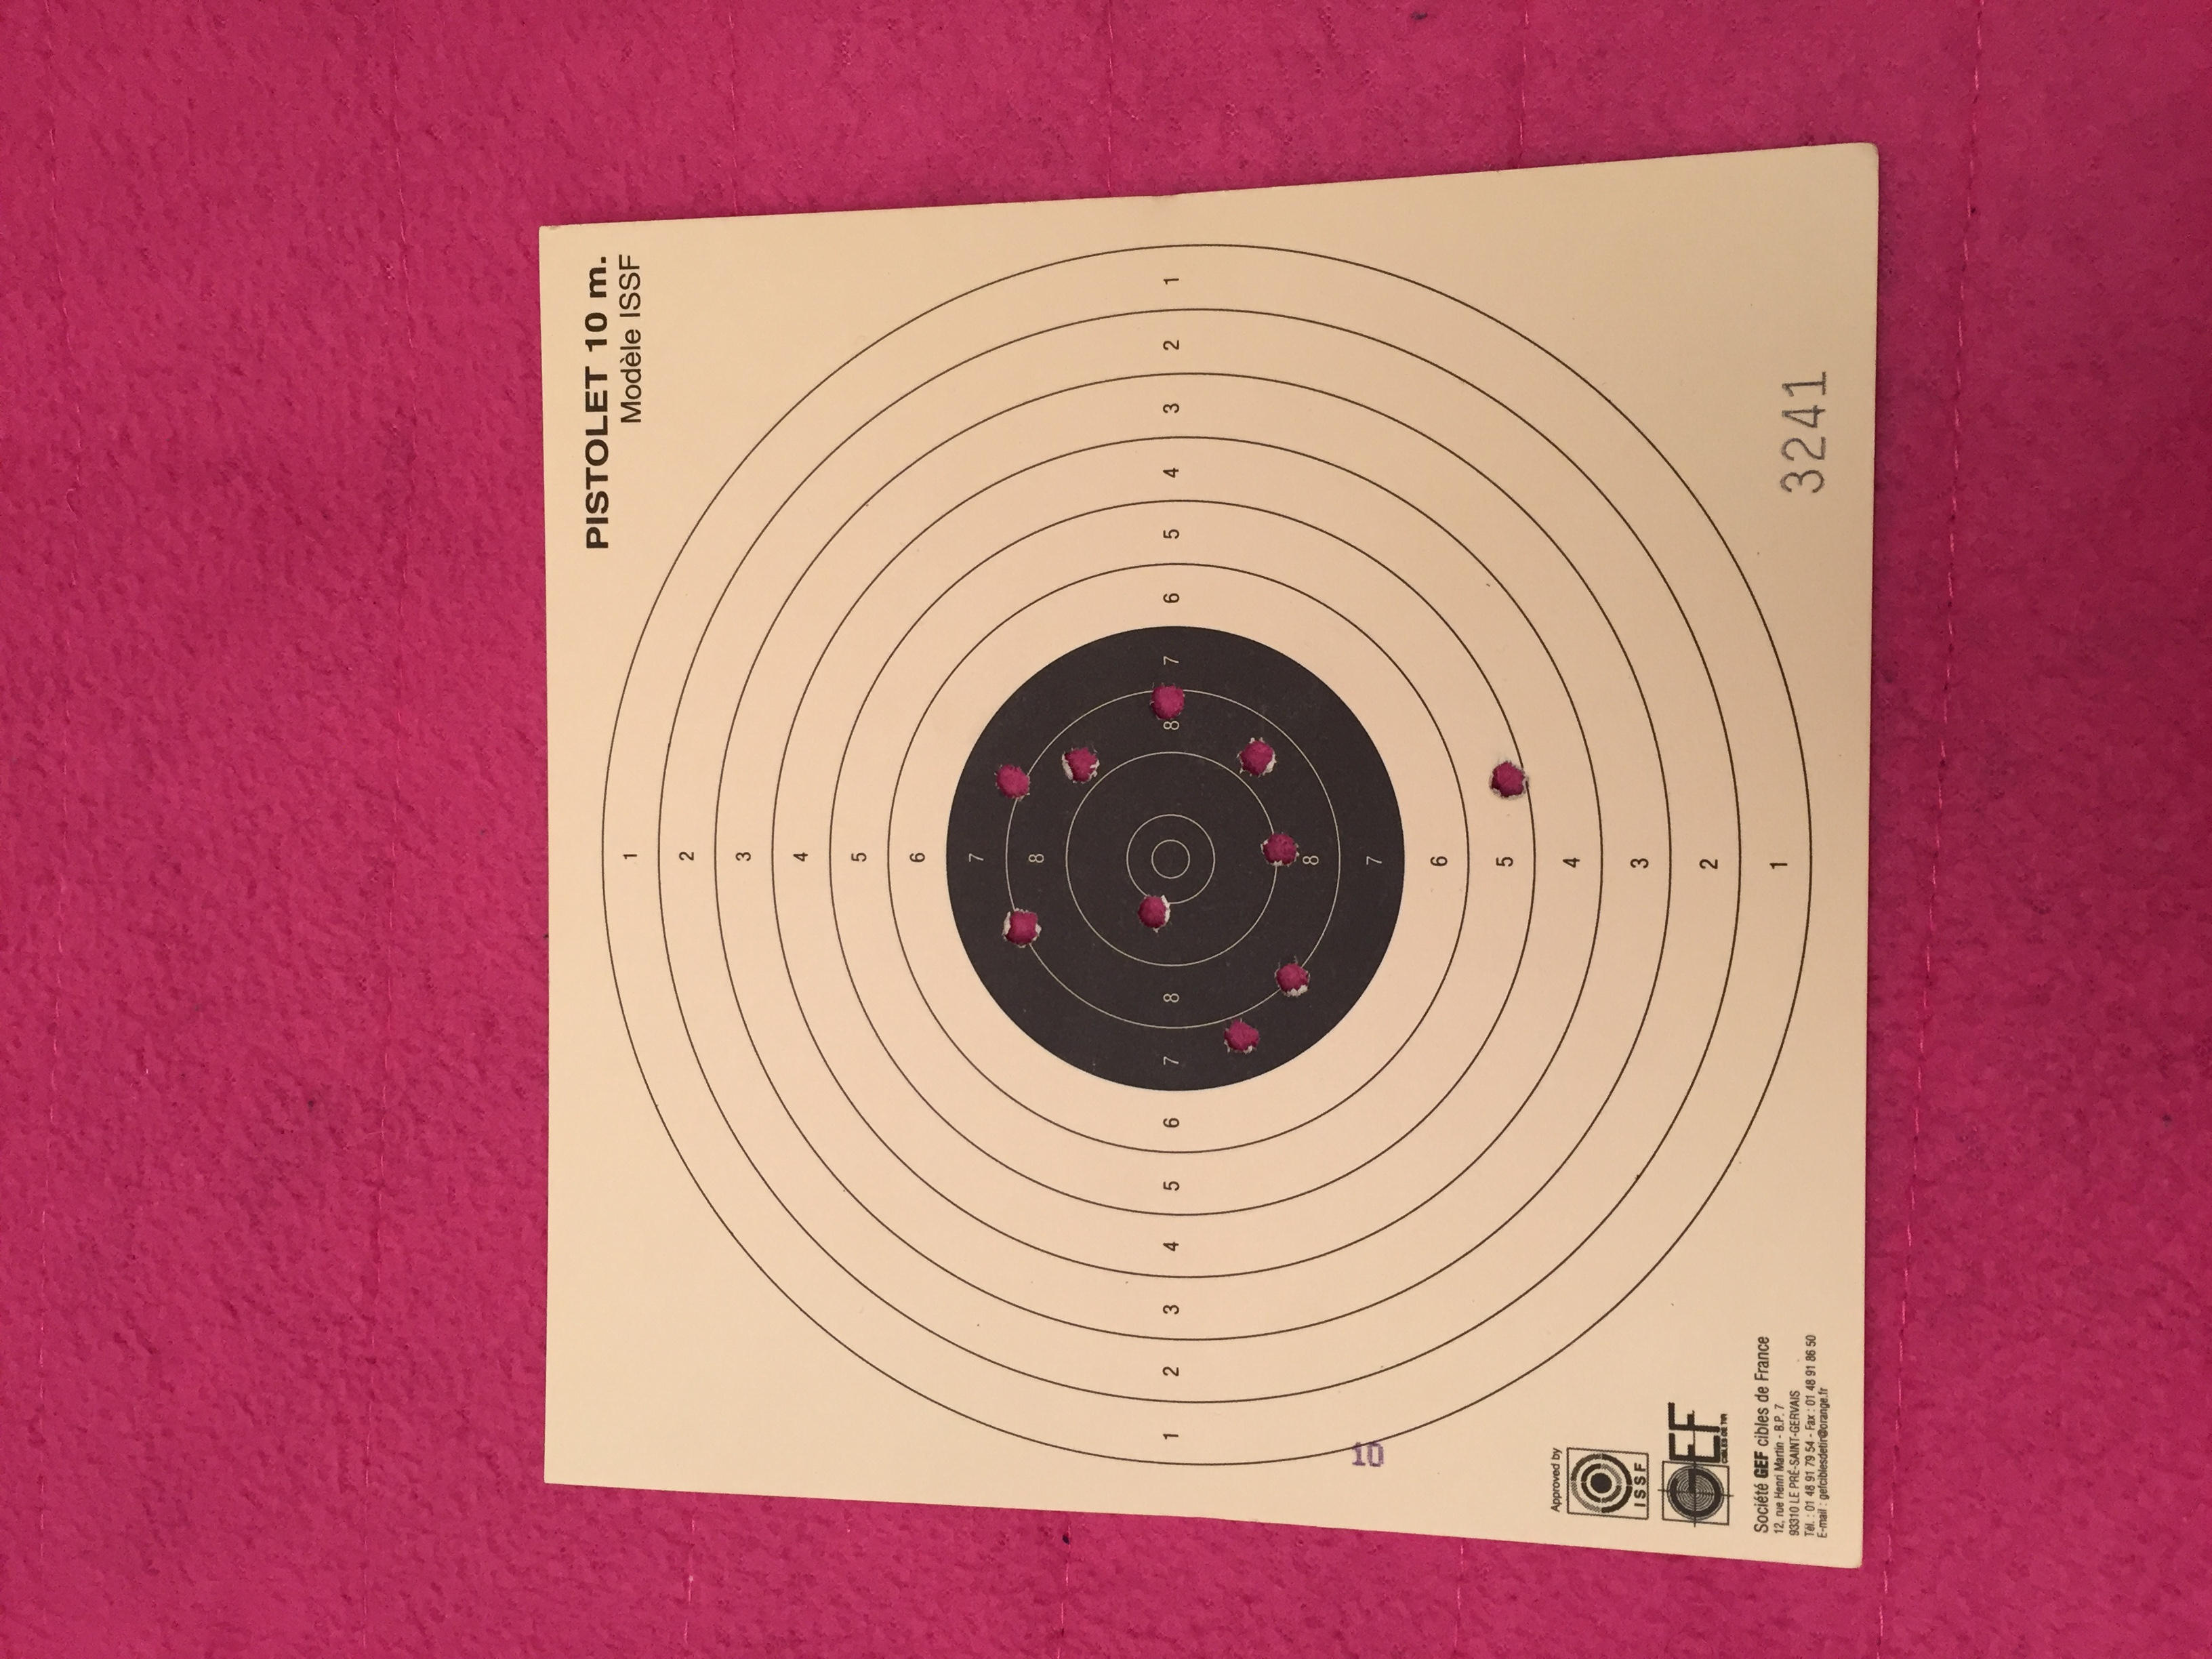 PISTOLET 10 m.
Modèle ISSF
1
2
3
4
5
6
7
8
1 2 3 4 5 6 7 8 8 7 6 5 4 3 2 1
8
7
6
5
4
3
2
1
10
Approved by
ISSF
GEF
CIBLES DE TIR
Société GEF cibles de France
12, rue Henri Martin - B.P. 7
93310 LE PRÉ-SAINT-GERVAIS
Tél. : 01 48 91 79 54 - Fax : 01 48 91 86 50
E-mail : gefciblesdetir@orange.fr
3241